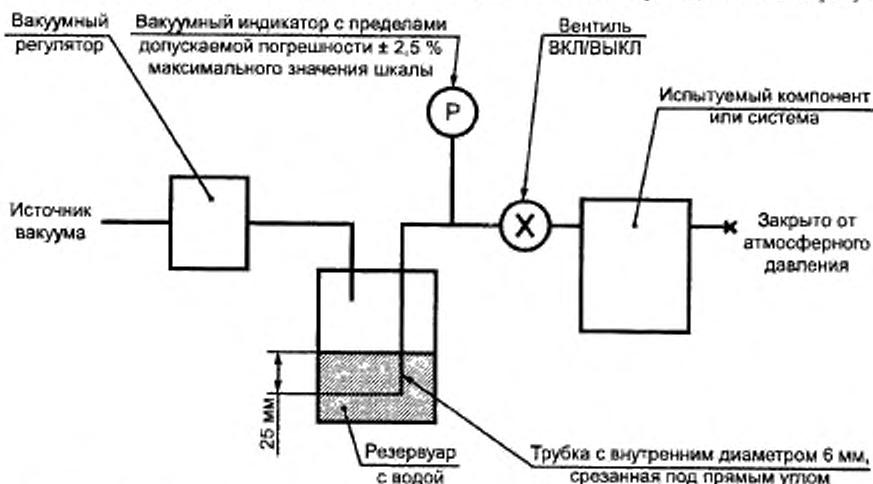 Вакуумный
регулятор
Вакуумный индикатор с пределами
допускаемой погрешности ± 2,5 %
максимального значения шкалы
Вентиль
ВКЛ/ВЫКЛ
P
Испытуемый компонент
или система
Источник
вакуума
X
Закрыто от
атмосферного
давления
25 мм
Резервуар
с водой
Трубка с внутренним диаметром 6 мм,
срезанная под прямым углом